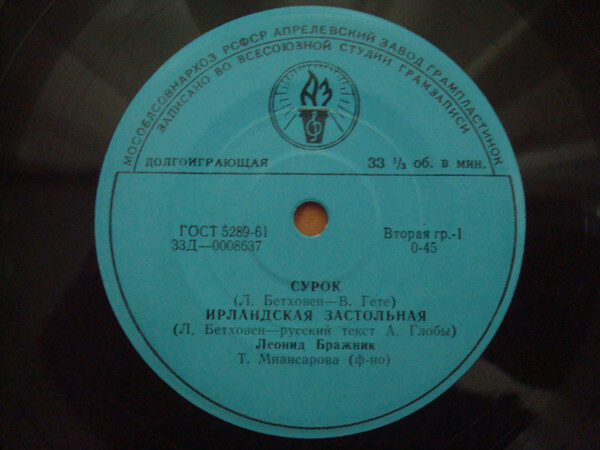 МОСОБЛСОВНАРХОЗ РСФСР АПРЕЛЕВСКИЙ ЗАВОД ГРАМПЛАСТИНОК
ЗАПИСАНО ВО ВСЕСОЮЗНОЙ СТУДИИ ГРАМЗАПИСИ
АЗ
ДОЛГОИГРАЮЩАЯ 33 1/3 об. в мин.
ГОСТ 5289-61 Вторая гр.-1
33Д—0008637 0-45
СУРОК
(Л. Бетховен—В. Гете)
ИРЛАНДСКАЯ ЗАСТОЛЬНАЯ
(Л. Бетховен—русский текст А. Глобы)
Леонид Бражник
Т. Миансарова (ф-но)